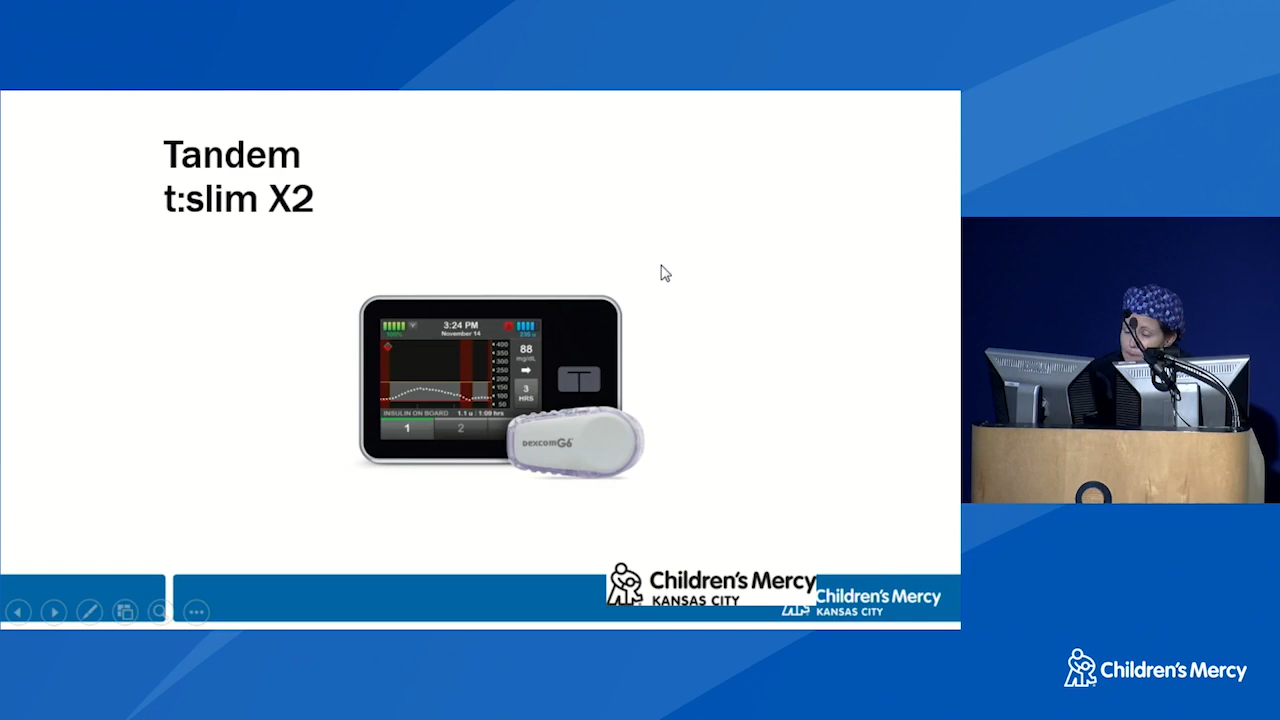 Tandem
t:slim X2
3:24 PM
November 14
100%
235 u
400
350
300
250
200
150
100
50
88
mg/dL
3
HRS
INSULIN ON BOARD 1.1 u | 1:09 hrs
1
2
T
DEXCOM G6
Children's Mercy
KANSAS CITY
Children's Mercy
KANSAS CITY
Children's Mercy